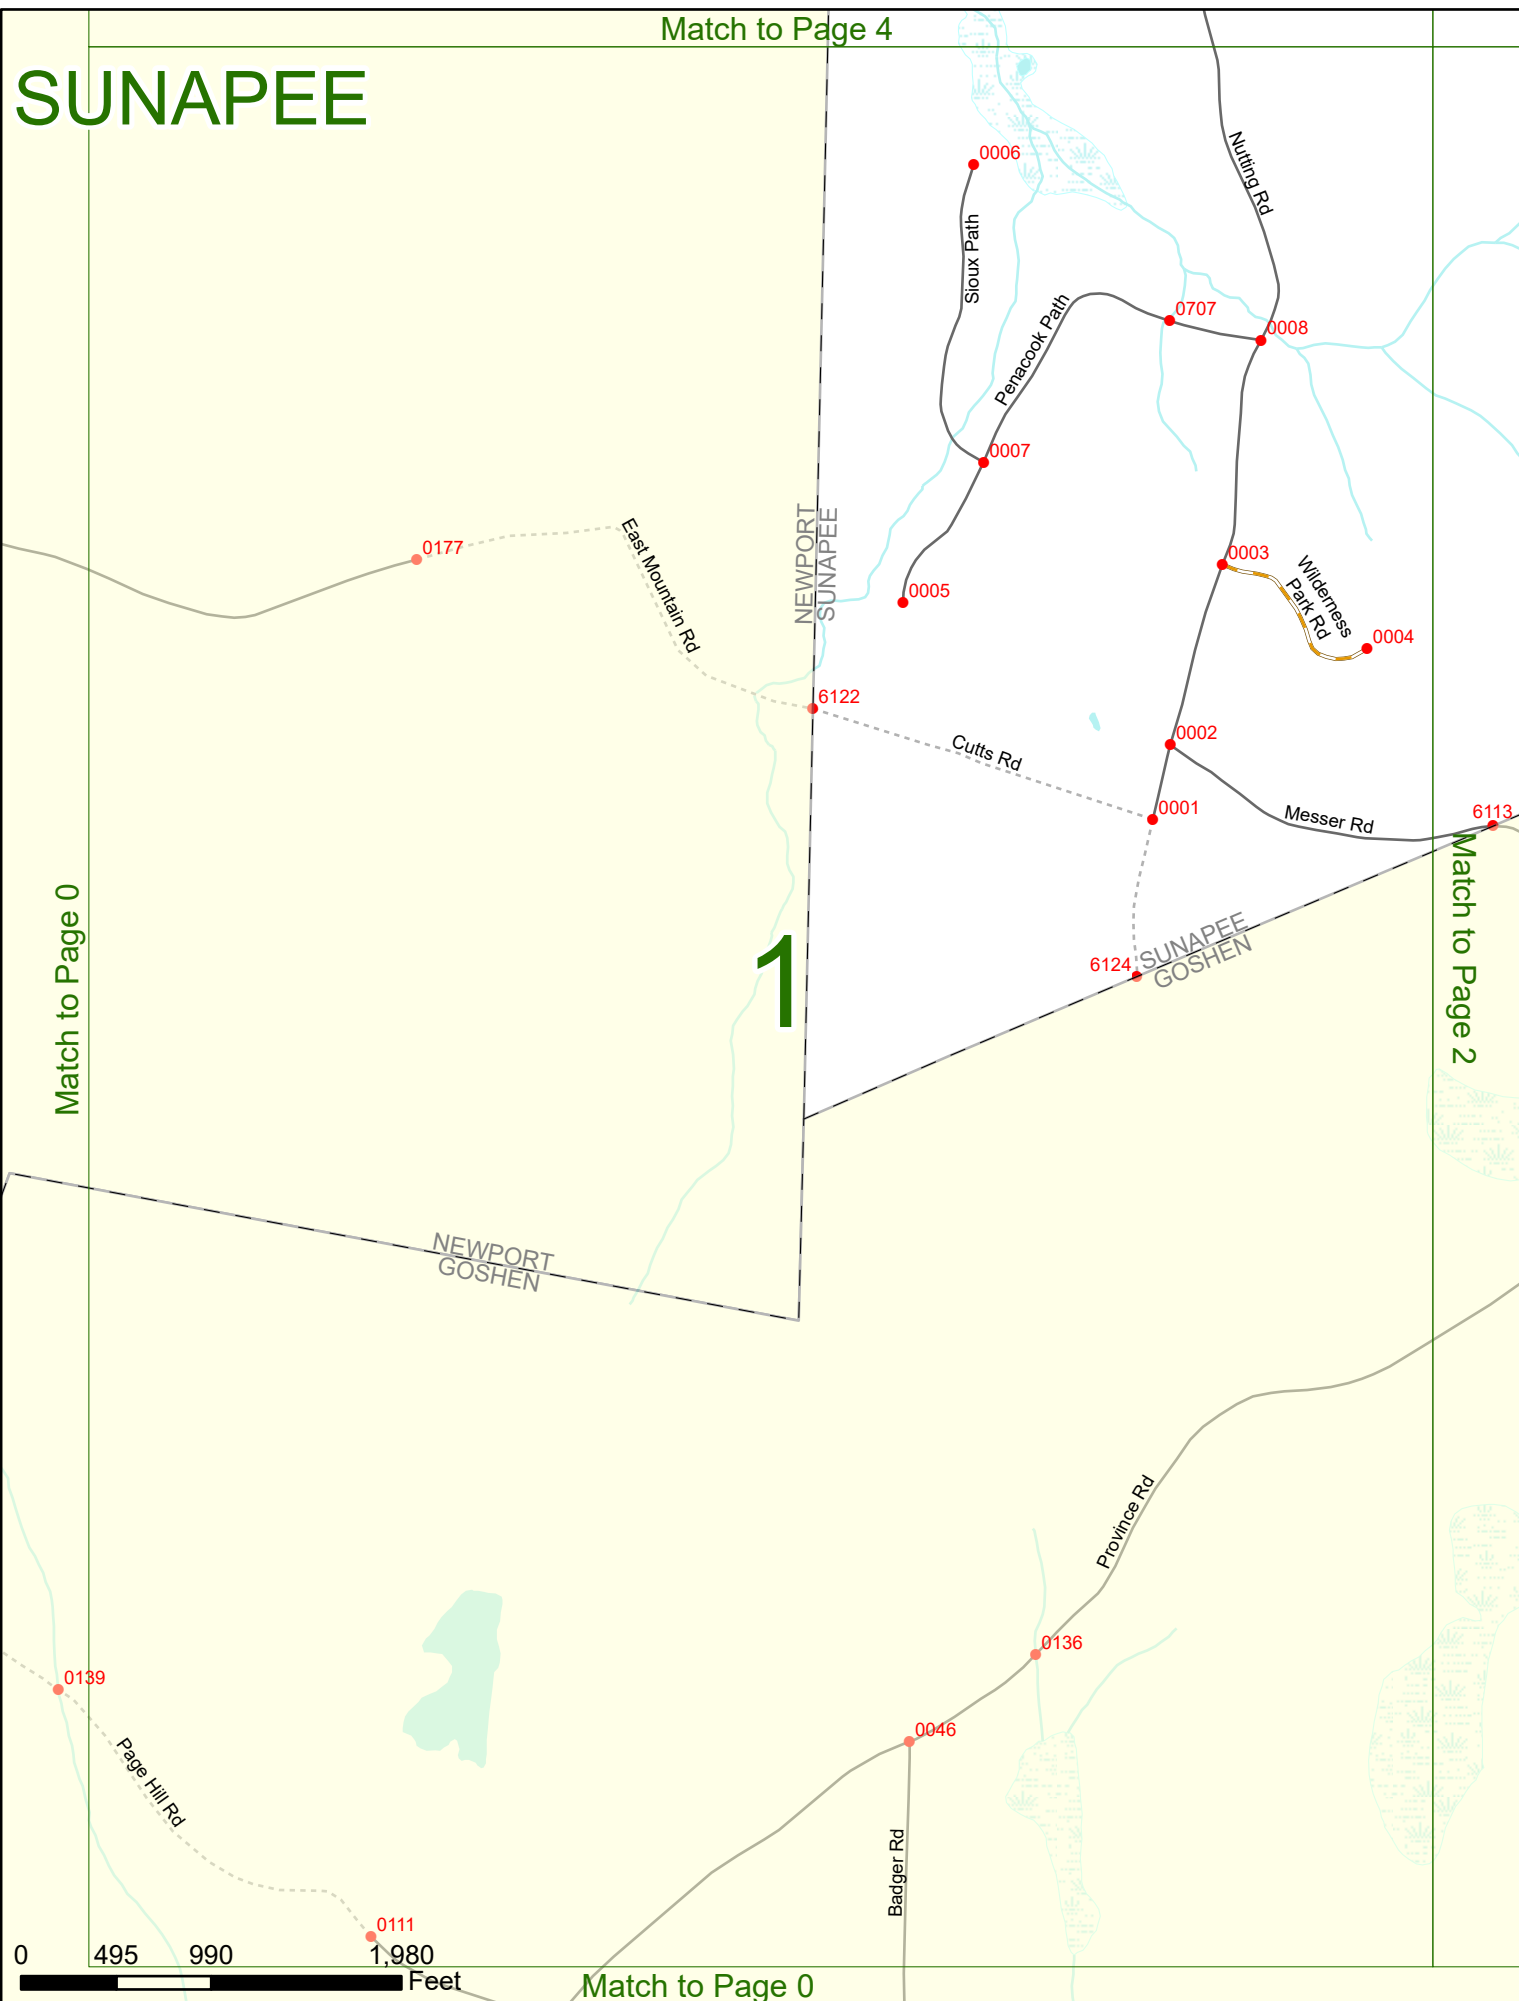 Match to Page 4
SUNAPEE
Nutting Rd
0006
Sioux Path
Penacook Path
0707
0008
0007
NEWPORT
SUNAPEE
East Mountain Rd
0177
0003
Wilderness
Park Rd
0005
0004
6122
0002
Cutts Rd
0001
Messer Rd
6113
Match to Page 0
Match to Page 2
1
SUNAPEE
GOSHEN
6124
NEWPORT
GOSHEN
Province Rd
0136
0139
0046
Page Hill Rd
Badger Rd
0111
0 495 990 1,980
Feet
Match to Page 0